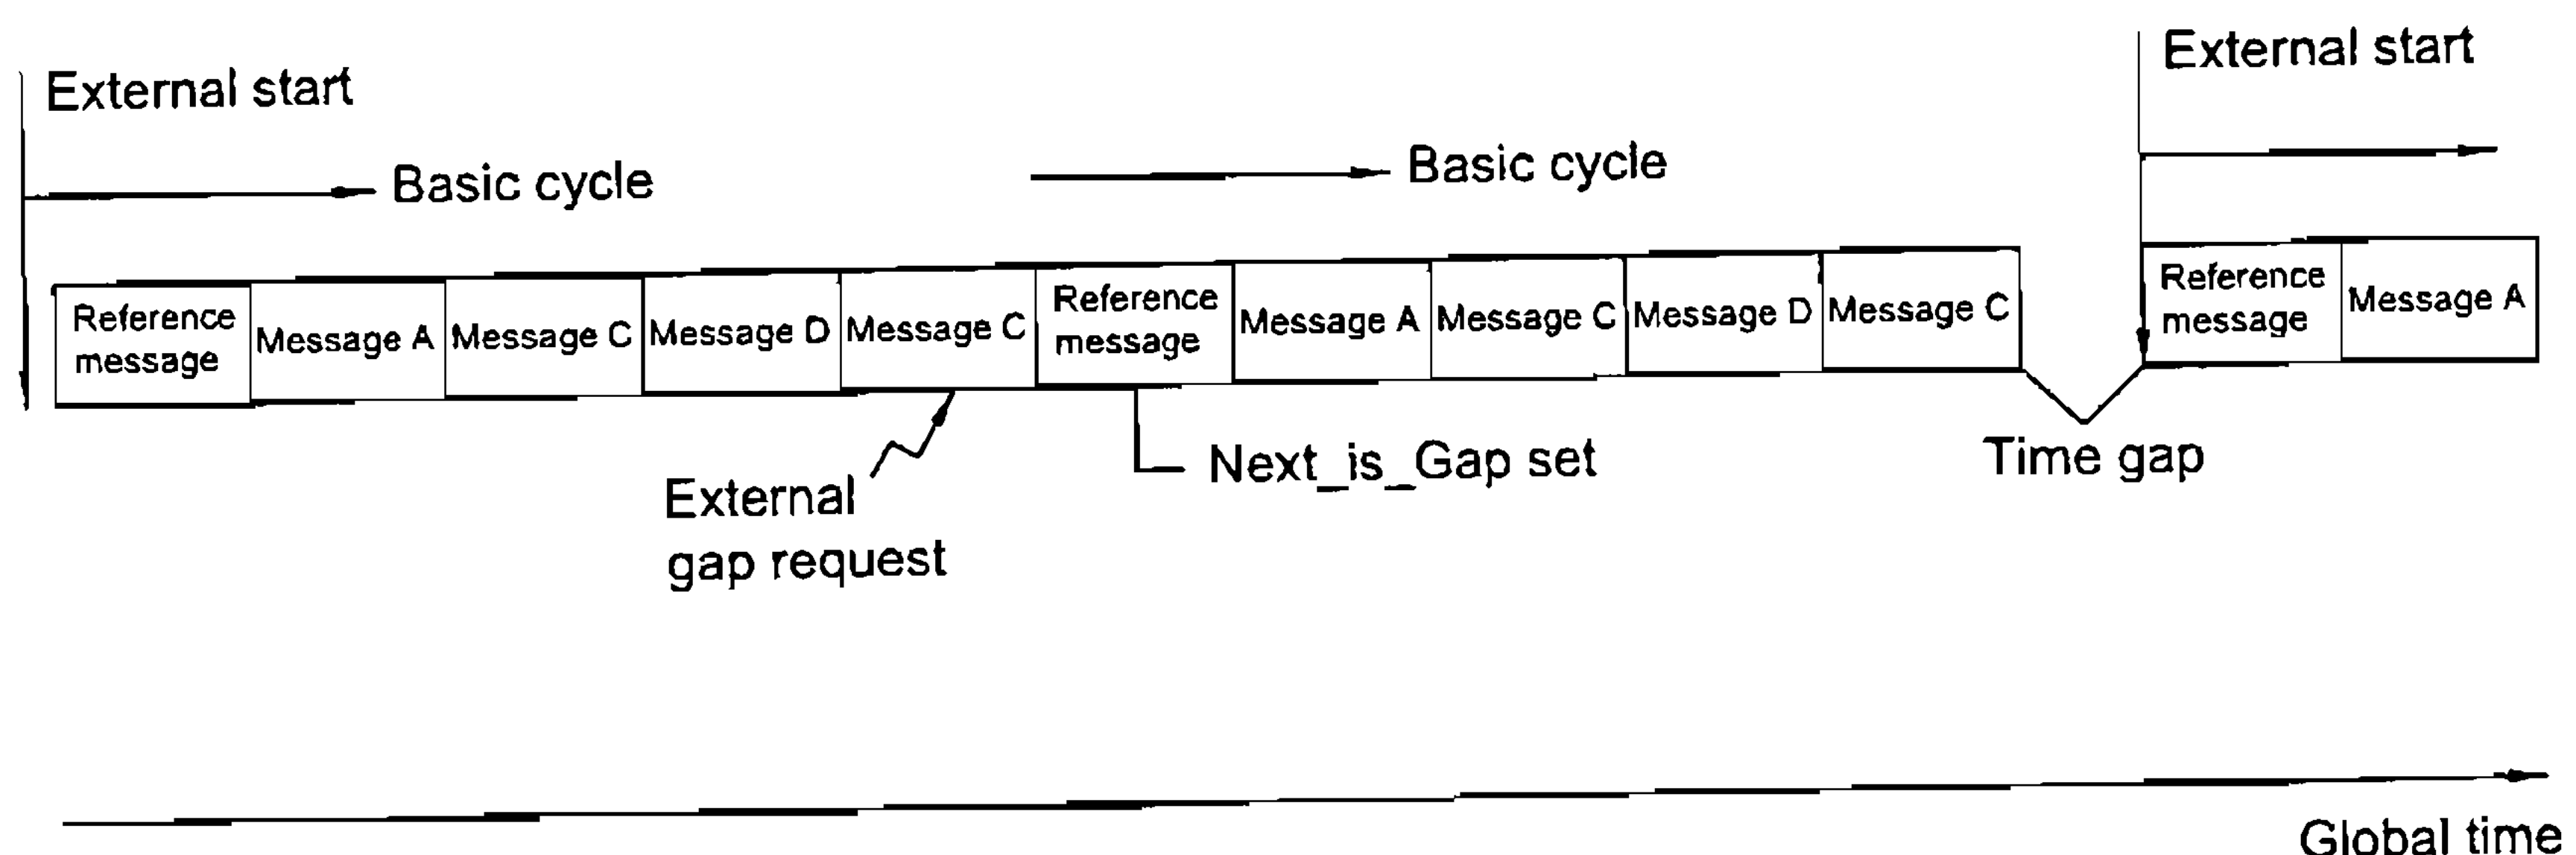 External start
External start
Basic cycle
Basic cycle
Reference
message
Message A
Message C
Message D
Message C
Reference
message
Message A
Message C
Message D
Message C
Reference
message
Message A
External
gap request
Next_is_Gap set
Time gap
Global time